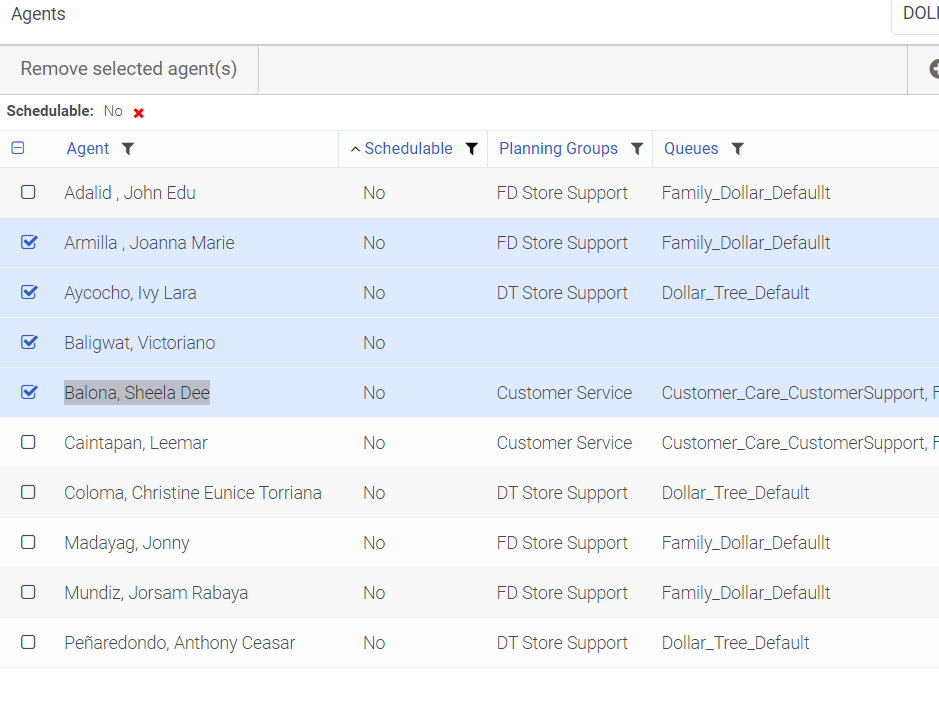 Agents DOLL
Remove selected agent(s)
Schedulable: No
Agent Schedulable Planning Groups Queues
Adalid , John Edu No FD Store Support Family_Dollar_Defaullt
Armilla , Joanna Marie No FD Store Support Family_Dollar_Defaullt
Aycocho, Ivy Lara No DT Store Support Dollar_Tree_Default
Baligwat, Victoriano No
Balona, Sheela Dee No Customer Service Customer_Care_CustomerSupport, F
Caintapan, Leemar No Customer Service Customer_Care_CustomerSupport, F
Coloma, Christine Eunice Torriana No DT Store Support Dollar_Tree_Default
Madayag, Jonny No FD Store Support Family_Dollar_Defaullt
Mundiz, Jorsam Rabaya No FD Store Support Family_Dollar_Defaullt
Peñaredondo, Anthony Ceasar No DT Store Support Dollar_Tree_Default